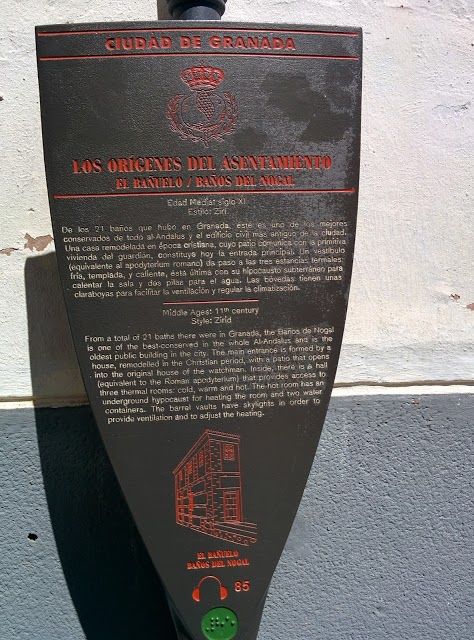 CIUDAD DE GRANADA
LOS ORÍGENES DEL ASENTAMIENTO
EL BAÑUELO / BAÑOS DEL NOGAL
Edad Media: siglo XI
Estilo: Zirí
De los 21 baños que hubo en Granada, éste es uno de los mejores
conservados de todo al-Andalus y el edificio civil más antiguo de la ciudad.
Una casa remodelada en época cristiana, cuyo patio comunica con la primitiva
vivienda del guardián, constituye hoy la entrada principal. Un vestíbulo
(equivalente al apodyterium romano) da paso a las tres estancias termales:
fría, templada, y caliente, ésta última con su hipocausto subterráneo para
calentar la sala y dos pilas para el agua. Las bóvedas tienen unas
claraboyas para facilitar la ventilación y regular la climatización.
Middle Ages: 11th century
Style: Zirid
From a total of 21 baths there were in Granada, the Baños de Nogal
is one of the best-conserved in the whole Al-Andalus and is the
oldest public building in the city. The main entrance is formed by a
house, remodelled in the Christian period, with a patio that opens
into the original house of the watchman. Inside, there is a hall
(equivalent to the Roman apodyterium) that provides access to
three thermal rooms: cold, warm and hot. The hot room has an
underground hypocaust for heating the room and two water
containers. The barrel vaults have skylights in order to
provide ventilation and to adjust the heating.
EL BAÑUELO
BAÑOS DEL NOGAL
85